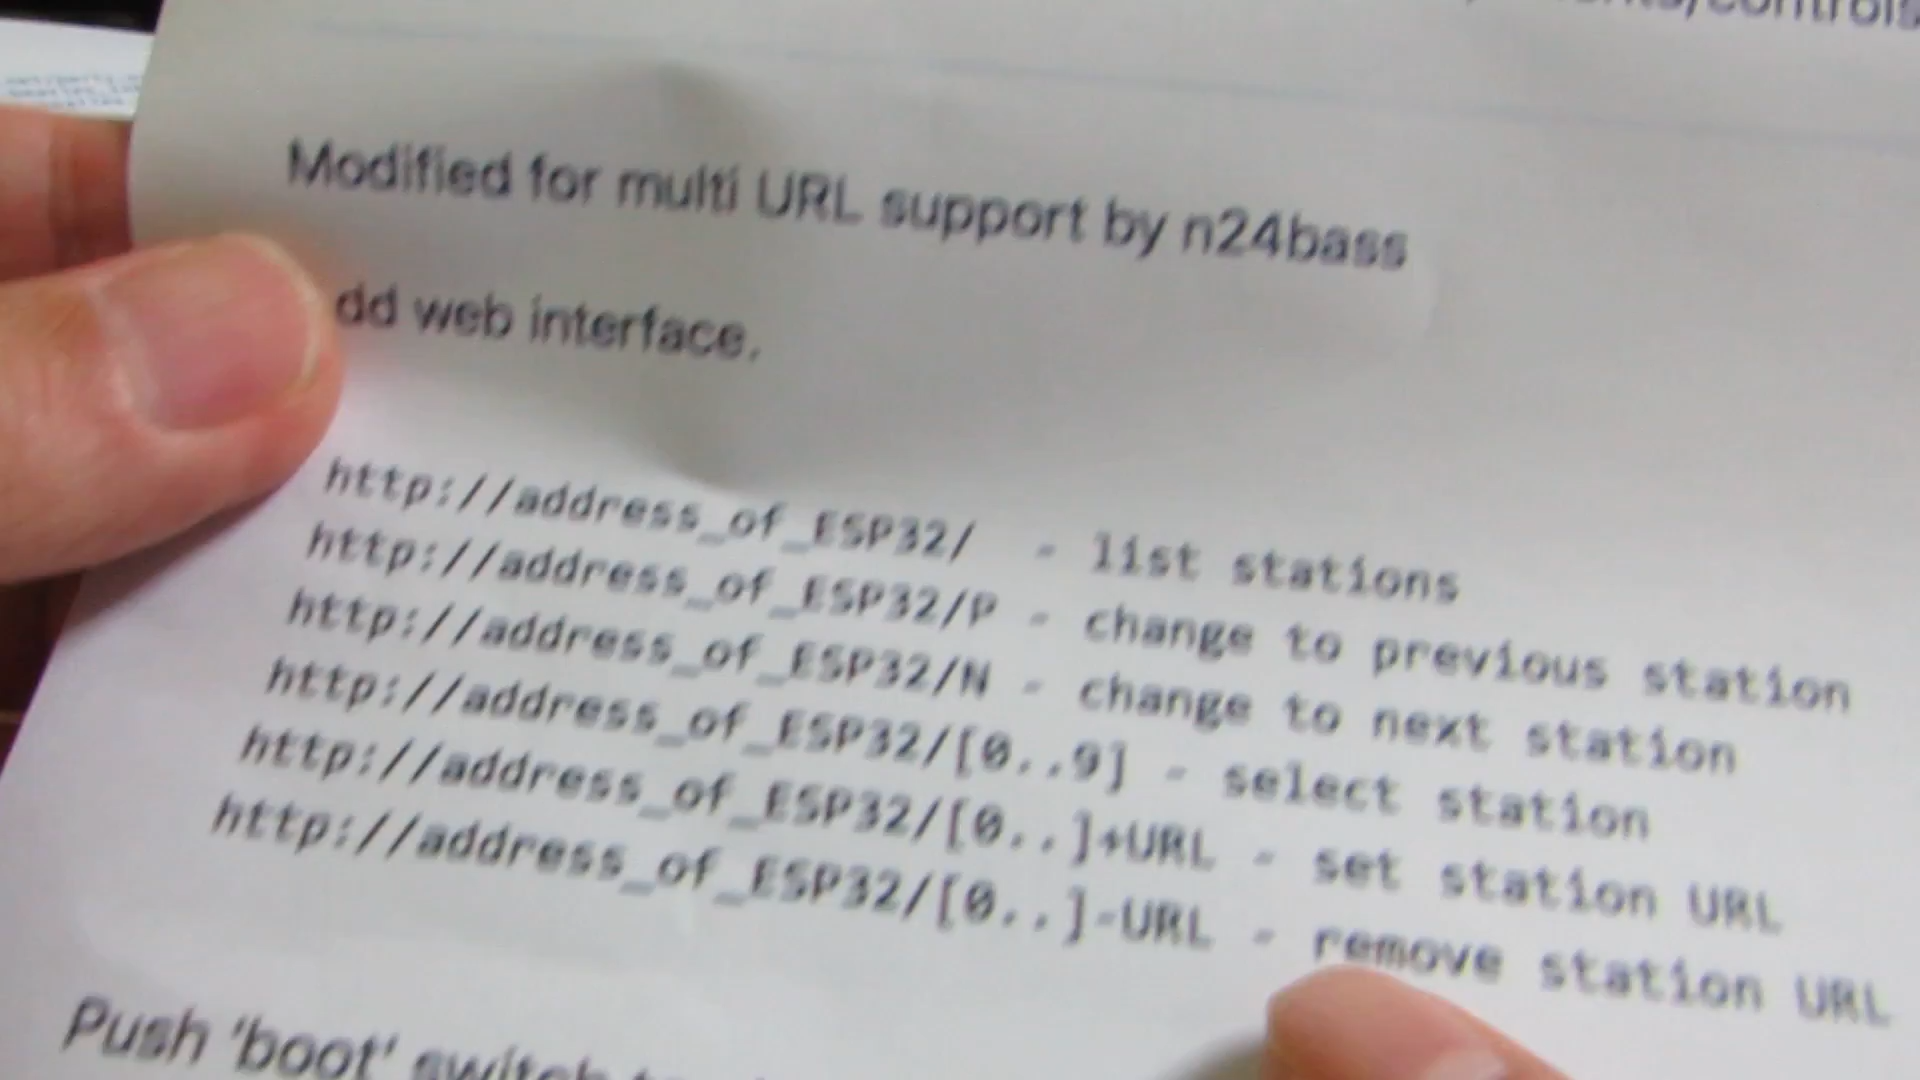 Modified for multi URL support by n24bass
dd web interface.
http://address_of_ESP32/ - list stations
http://address_of_ESP32/P - change to previous station
http://address_of_ESP32/N - change to next station
http://address_of_ESP32/[0..9] - select station
http://address_of_ESP32/[0..]+URL - set station URL
http://address_of_ESP32/[0..]-URL - remove station URL
Push 'boot' switch